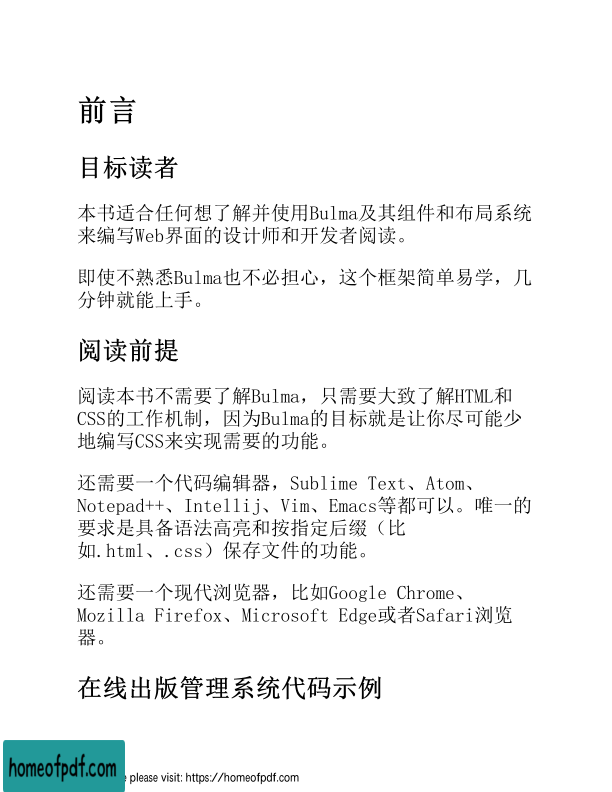 前言
目标读者
本书适合任何想了解并使用Bulma及其组件和布局系统
来编写Web界面的设计师和开发者阅读。
即使不熟悉Bulma也不必担心，这个框架简单易学，几
分钟就能上手。
阅读前提
阅读本书不需要了解Bulma，只需要大致了解HTML和
CSS的工作机制，因为Bulma的目标就是让你尽可能少
地编写CSS来实现需要的功能。
还需要一个代码编辑器，Sublime Text、Atom、
Notepad++、Intellij、Vim、Emacs等都可以。唯一的
要求是具备语法高亮和按指定后缀（比
如.html、.css）保存文件的功能。
还需要一个现代浏览器，比如Google Chrome、
Mozilla Firefox、Microsoft Edge或者Safari浏览
器。
在线出版管理系统代码示例
homeofpdf.com
please visit: https://homeofpdf.com